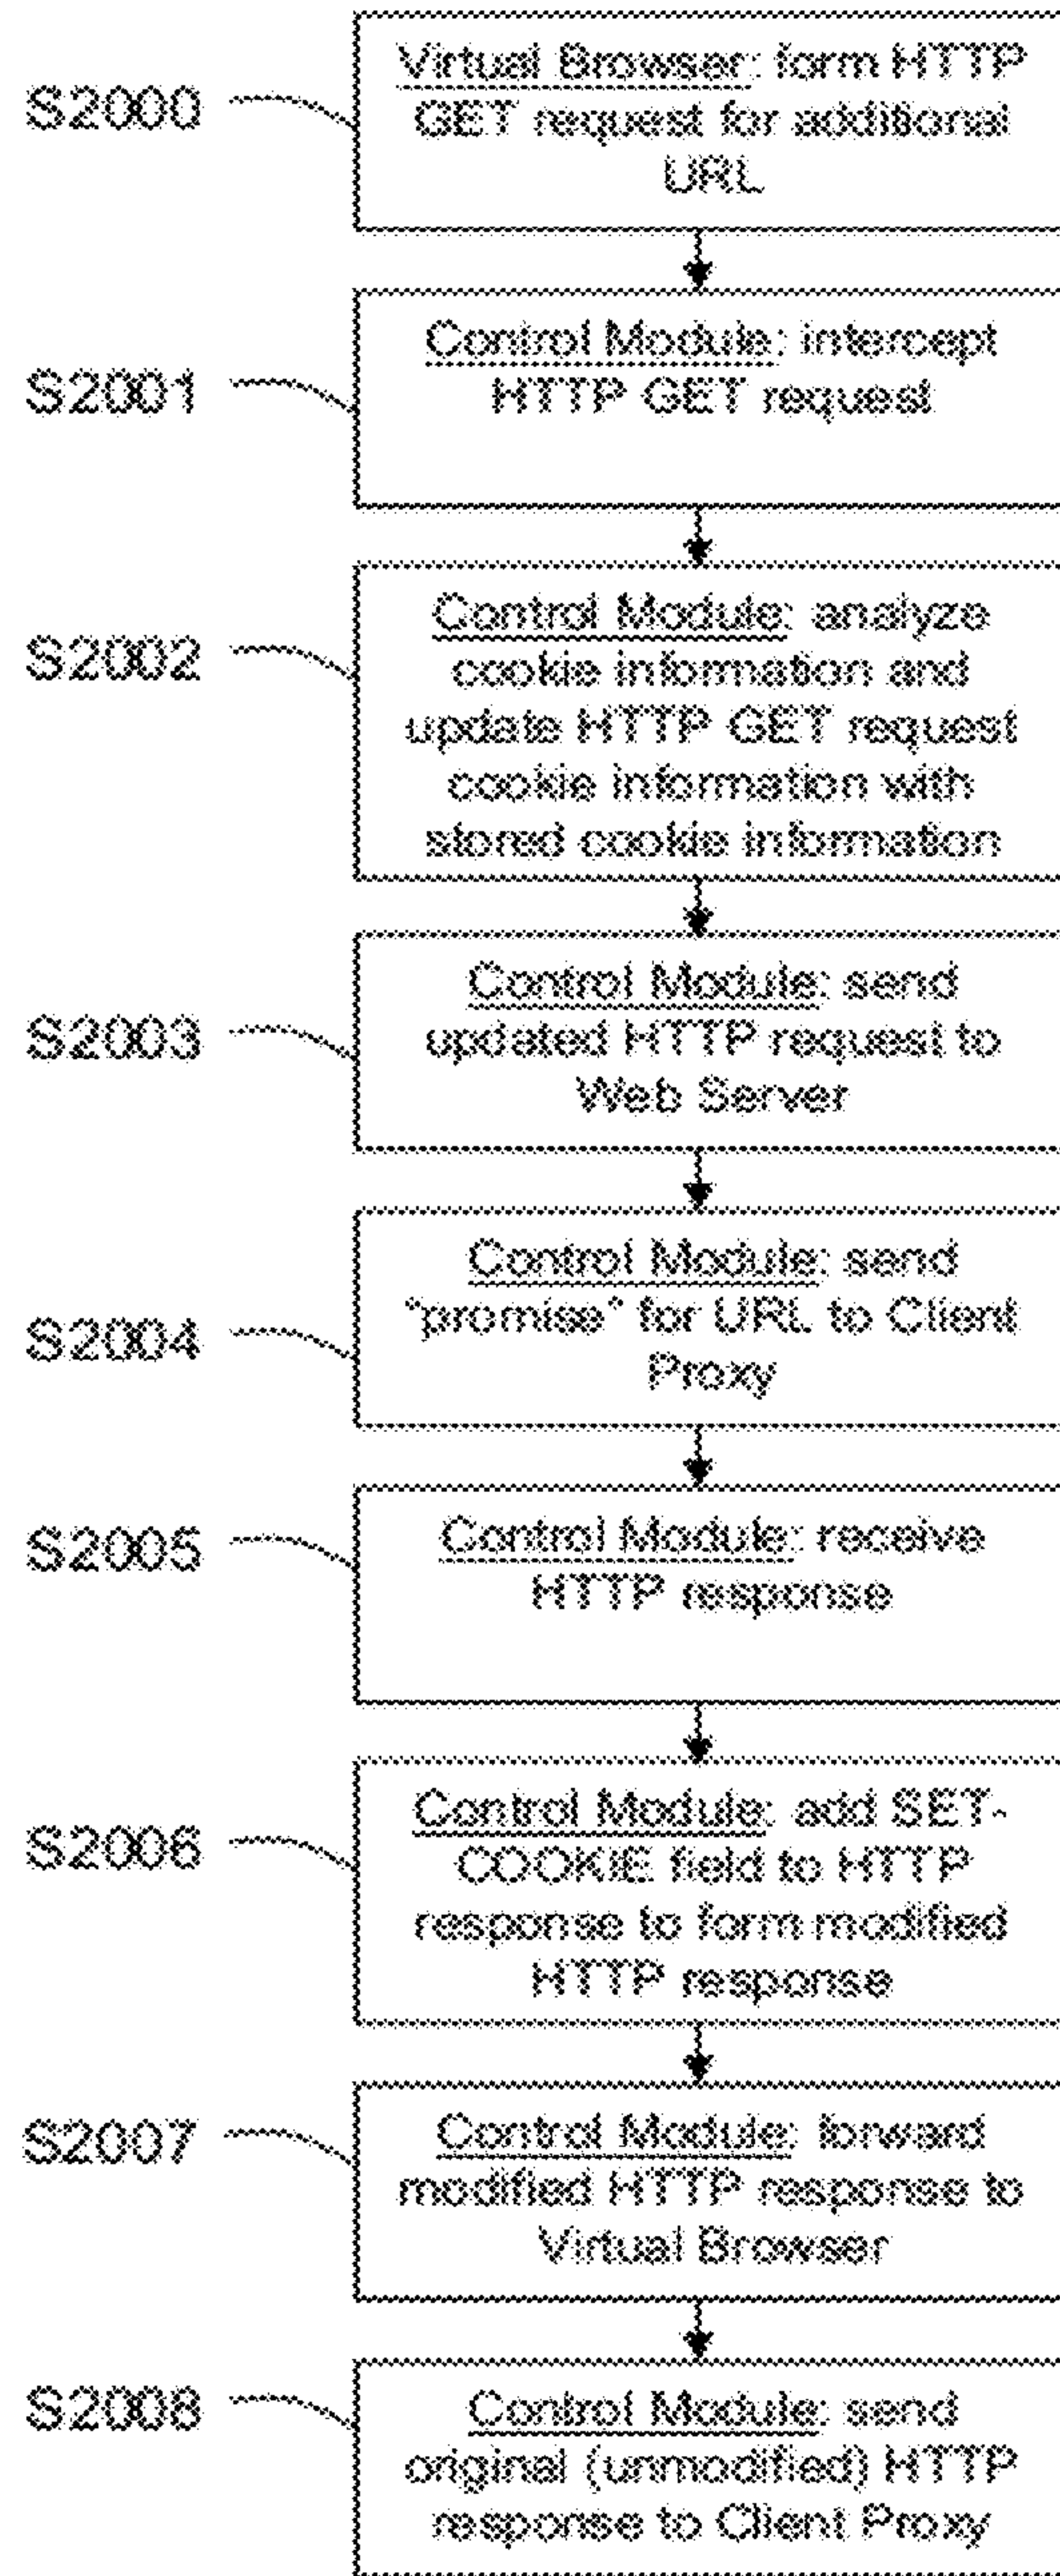 S2000
Virtual Browser: form HTTP
GET request for additional
URL
S2001
Control Module: intercept
HTTP GET request
S2002
Control Module: analyze
cookie information and
update HTTP GET request
cookie information with
stored cookie information
S2003
Control Module: send
updated HTTP request to
Web Server
S2004
Control Module: send
"promise" for URL to Client
Proxy
S2005
Control Module: receive
HTTP response
S2006
Control Module: add SET-
COOKIE field to HTTP
response to form modified
HTTP response
S2007
Control Module: forward
modified HTTP response to
Virtual Browser
S2008
Control Module: send
original (unmodified) HTTP
response to Client Proxy